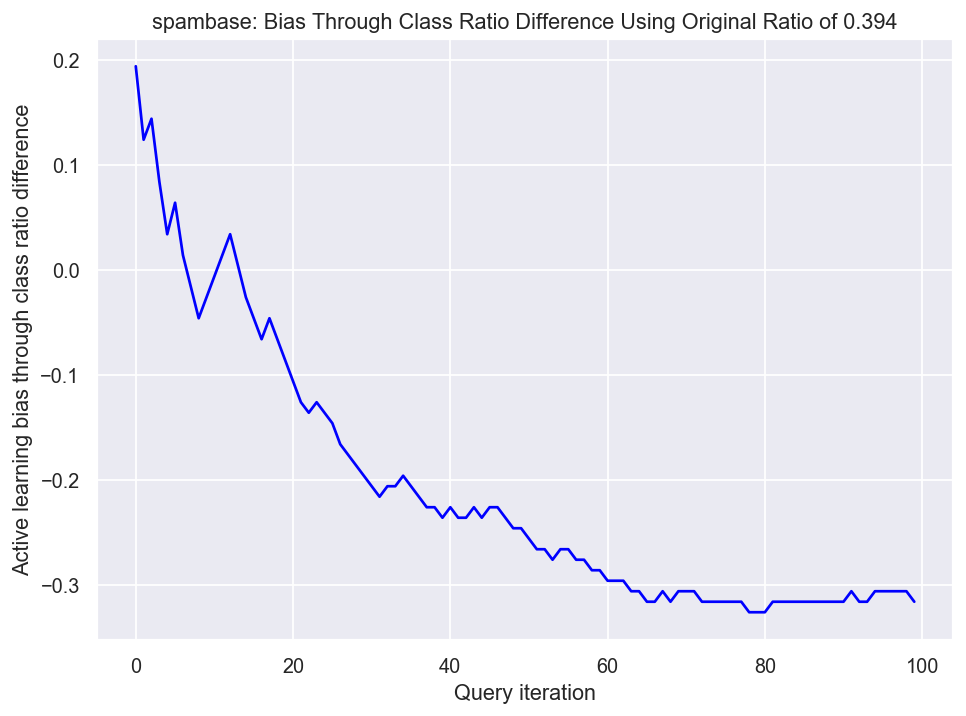 spambase: Bias Through Class Ratio Difference Using Original Ratio of 0.394
Active learning bias through class ratio difference
0.2
0.1
0.0
−0.1
−0.2
−0.3
0 20 40 60 80 100
Query iteration